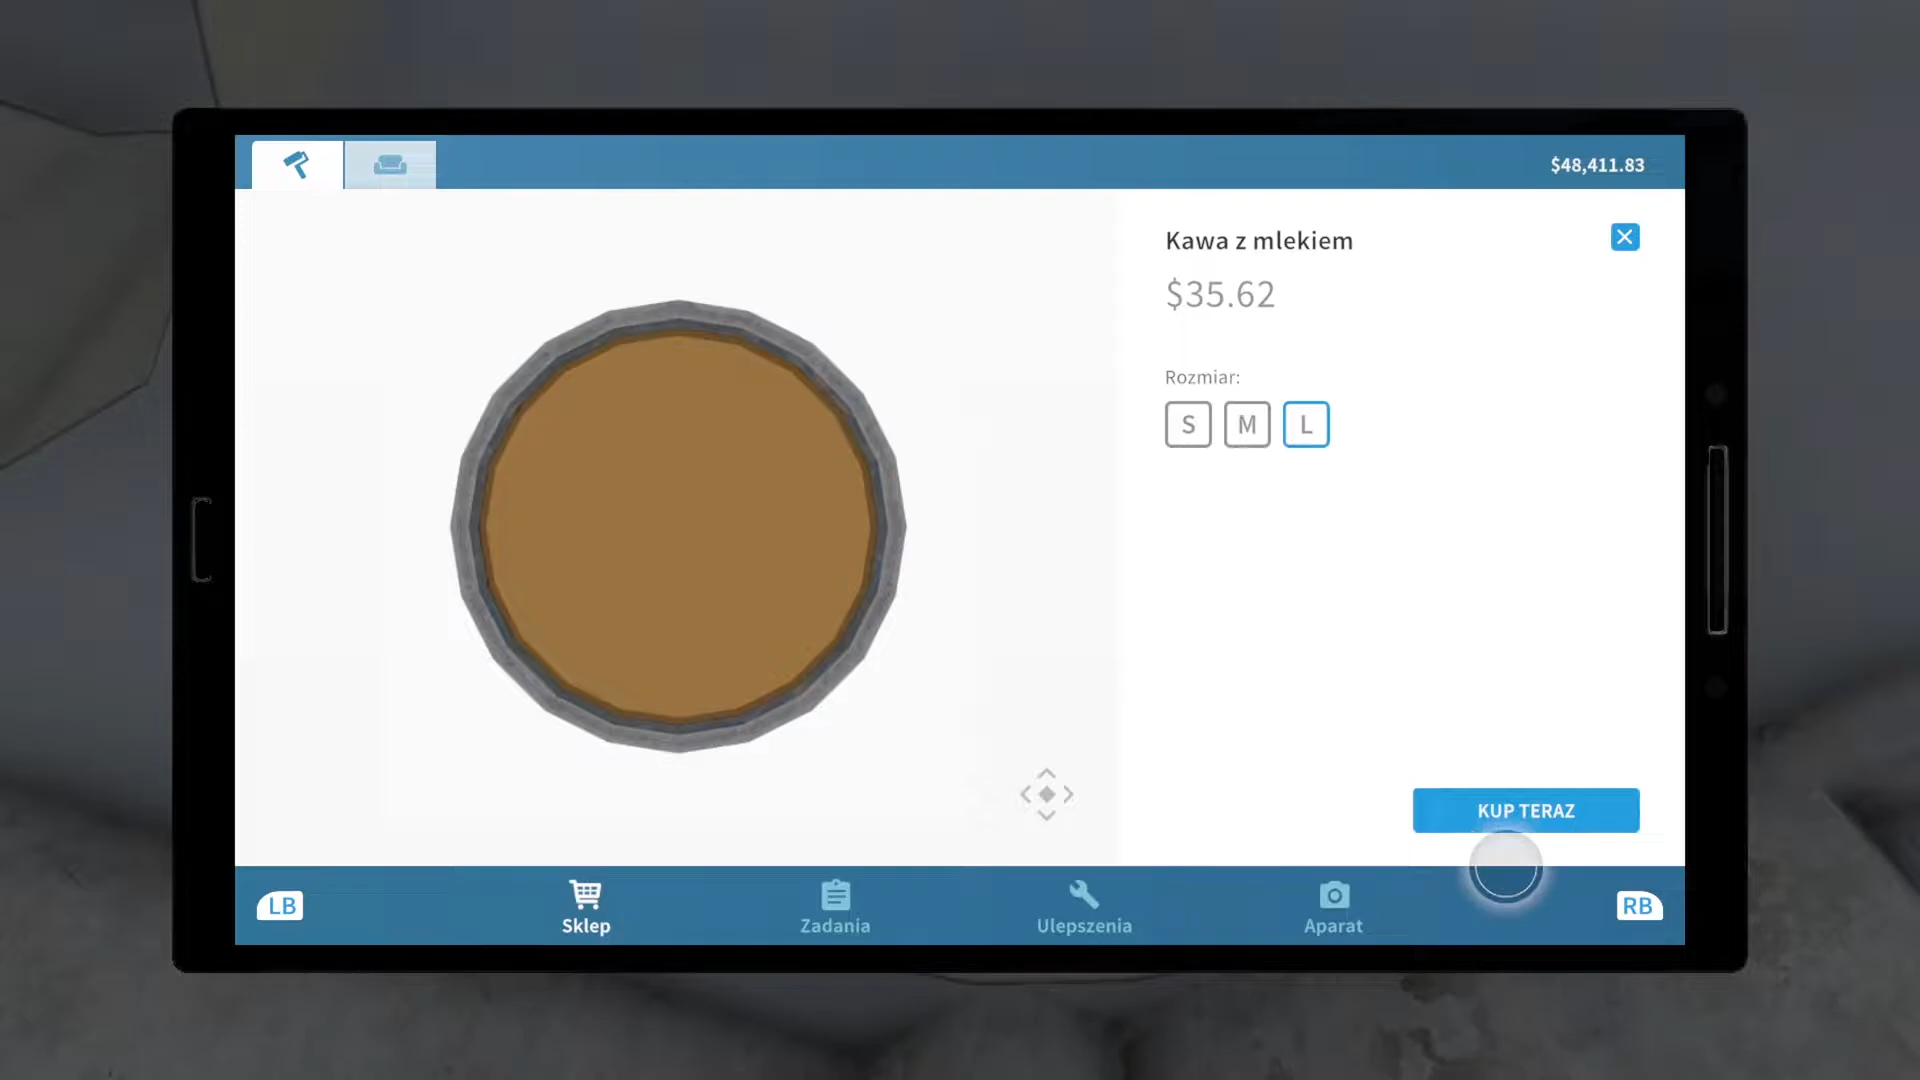 $48,411.83
Kawa z mlekiem
$35.62
Rozmiar:
S M L
KUP TERAZ
LB Sklep Zadania Ulepszenia Aparat RB